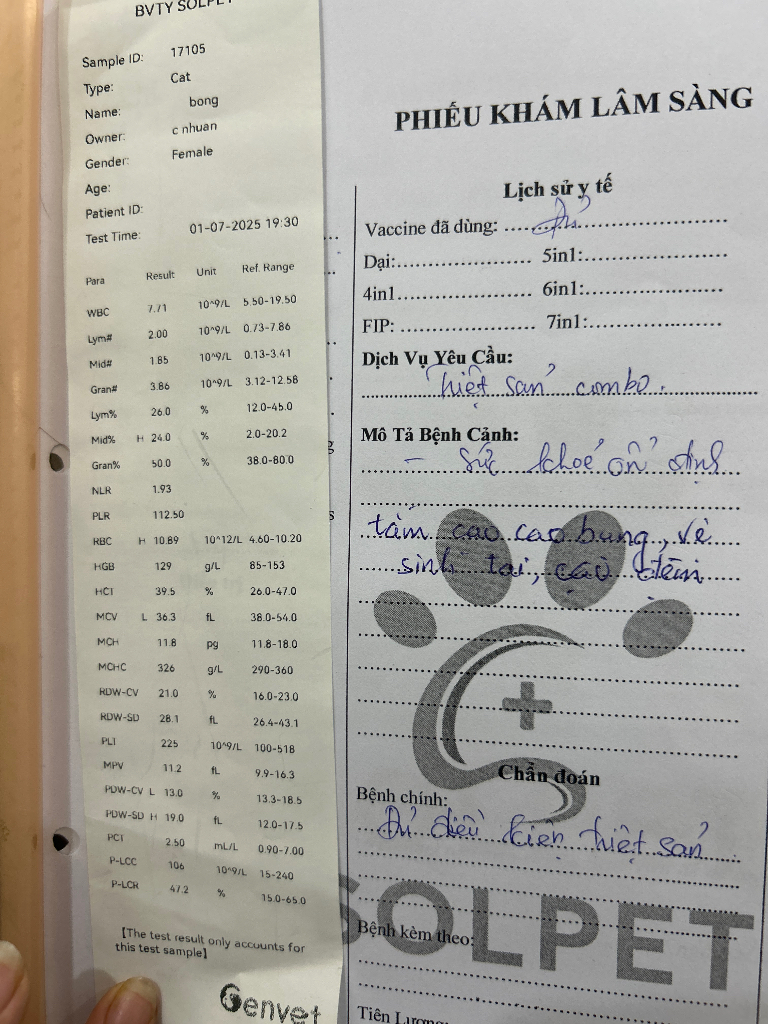 BVTY SOLPET
Sample ID: 17105
Type: Cat
Name: bong
Owner: c nhuan
Gender: Female
Age:
Patient ID:
Test Time: 01-07-2025 19:30
Para Result Unit Ref. Range
WBC 7.71 10^9/L 5.50-19.50
Lym# 2.00 10^9/L 0.73-7.86
Mid# 1.85 10^9/L 0.13-3.41
Gran# 3.86 10^9/L 3.12-12.58
Lym% 26.0 % 12.0-45.0
Mid% H 24.0 % 2.0-20.2
Gran% 50.0 % 38.0-80.0
NLR 1.93
PLR 112.50
RBC H 10.89 10^12/L 4.60-10.20
HGB 129 g/L 85-153
HCT 39.5 % 26.0-47.0
MCV L 36.3 fL 38.0-54.0
MCH 11.8 pg 11.8-18.0
MCHC 326 g/L 290-360
RDW-CV 21.0 % 16.0-23.0
RDW-SD 28.1 fL 26.4-43.1
PLT 225 10^9/L 100-518
MPV 11.2 fL 9.9-16.3
PDW-CV L 13.0 % 13.3-18.5
PDW-SD H 19.0 fL 12.0-17.5
PCT 2.50 mL/L 0.90-7.00
P-LCC 106 10^9/L 15-240
P-LCR 47.2 % 15.0-65.0
【The test result only accounts for
this test sample】
Genvet
PHIẾU KHÁM LÂM SÀNG
Lịch sử y tế
Vaccine đã dùng: Đủ
Dại: 5in1:
4in1 6in1:
FIP: 7in1:
Dịch Vụ Yêu Cầu:
Triệt sản combo.
Mô Tả Bệnh Cảnh:
- Sức khoẻ ổn định
tắm cạo cạo bụng, vệ
sinh tai, cạo đệm
Chẩn đoán
Bệnh chính:
Đủ điều kiện triệt sản
SOLPET
Bệnh kèm theo:
Tiên Lượng